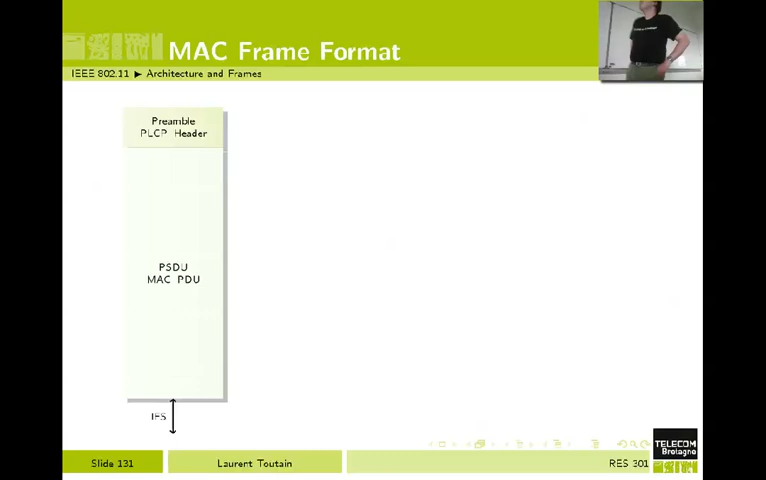 MAC Frame Format
IEEE 802.11 ▶ Architecture and Frames
Preamble
PLCP Header
PSDU
MAC PDU
IFS
TELECOM
Bretagne
Slide 131
Laurent Toutain
RES 301